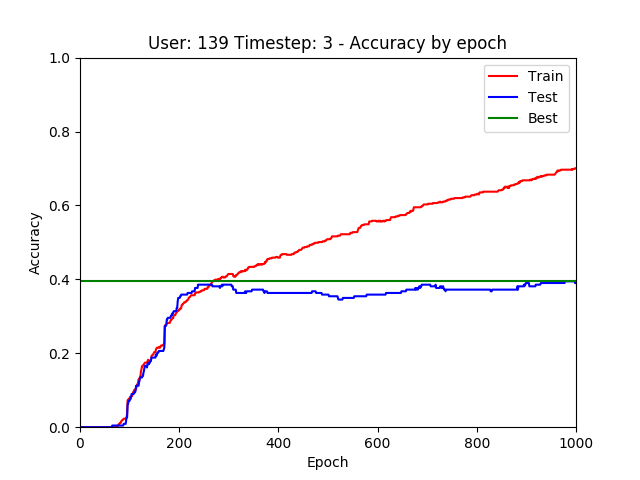 User: 139 Timestep: 3 - Accuracy by epoch
1.0
0.8
0.6
0.4
0.2
0.0
Accuracy
Train
Test
Best
0 200 400 600 800 1000
Epoch